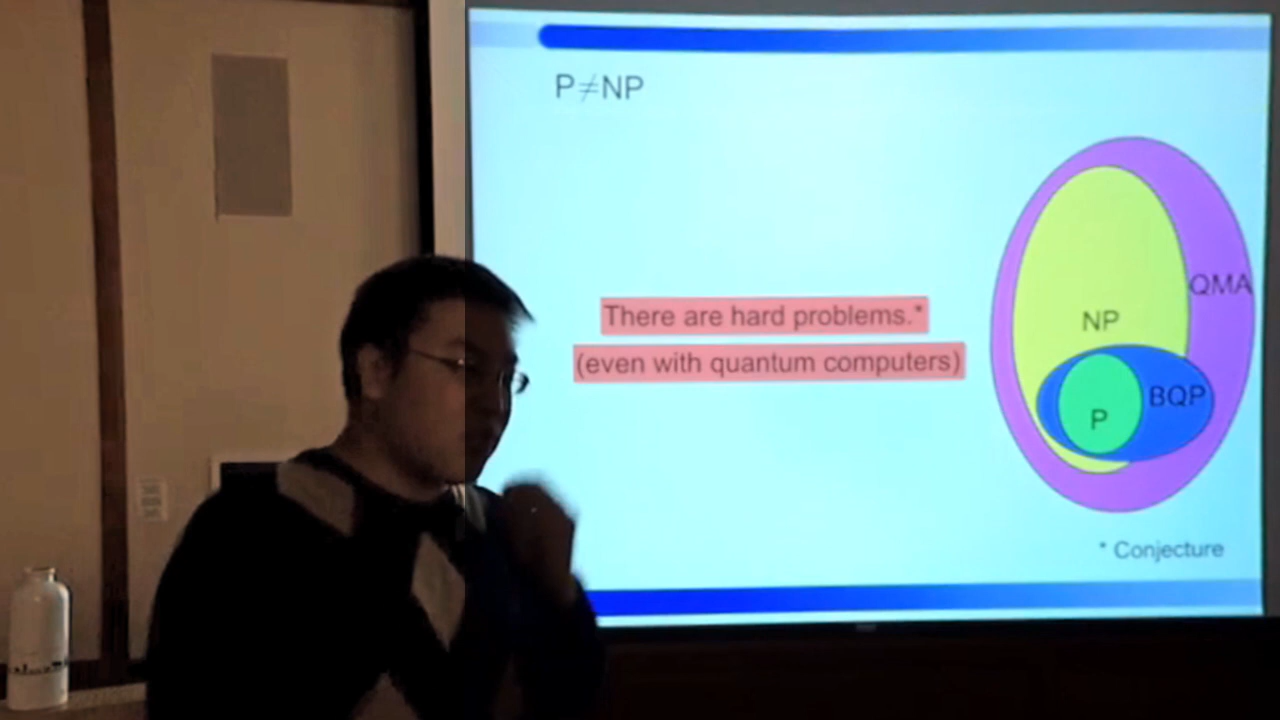 P≠NP
There are hard problems.*
(even with quantum computers)
QMA
NP
BQP
P
* Conjecture